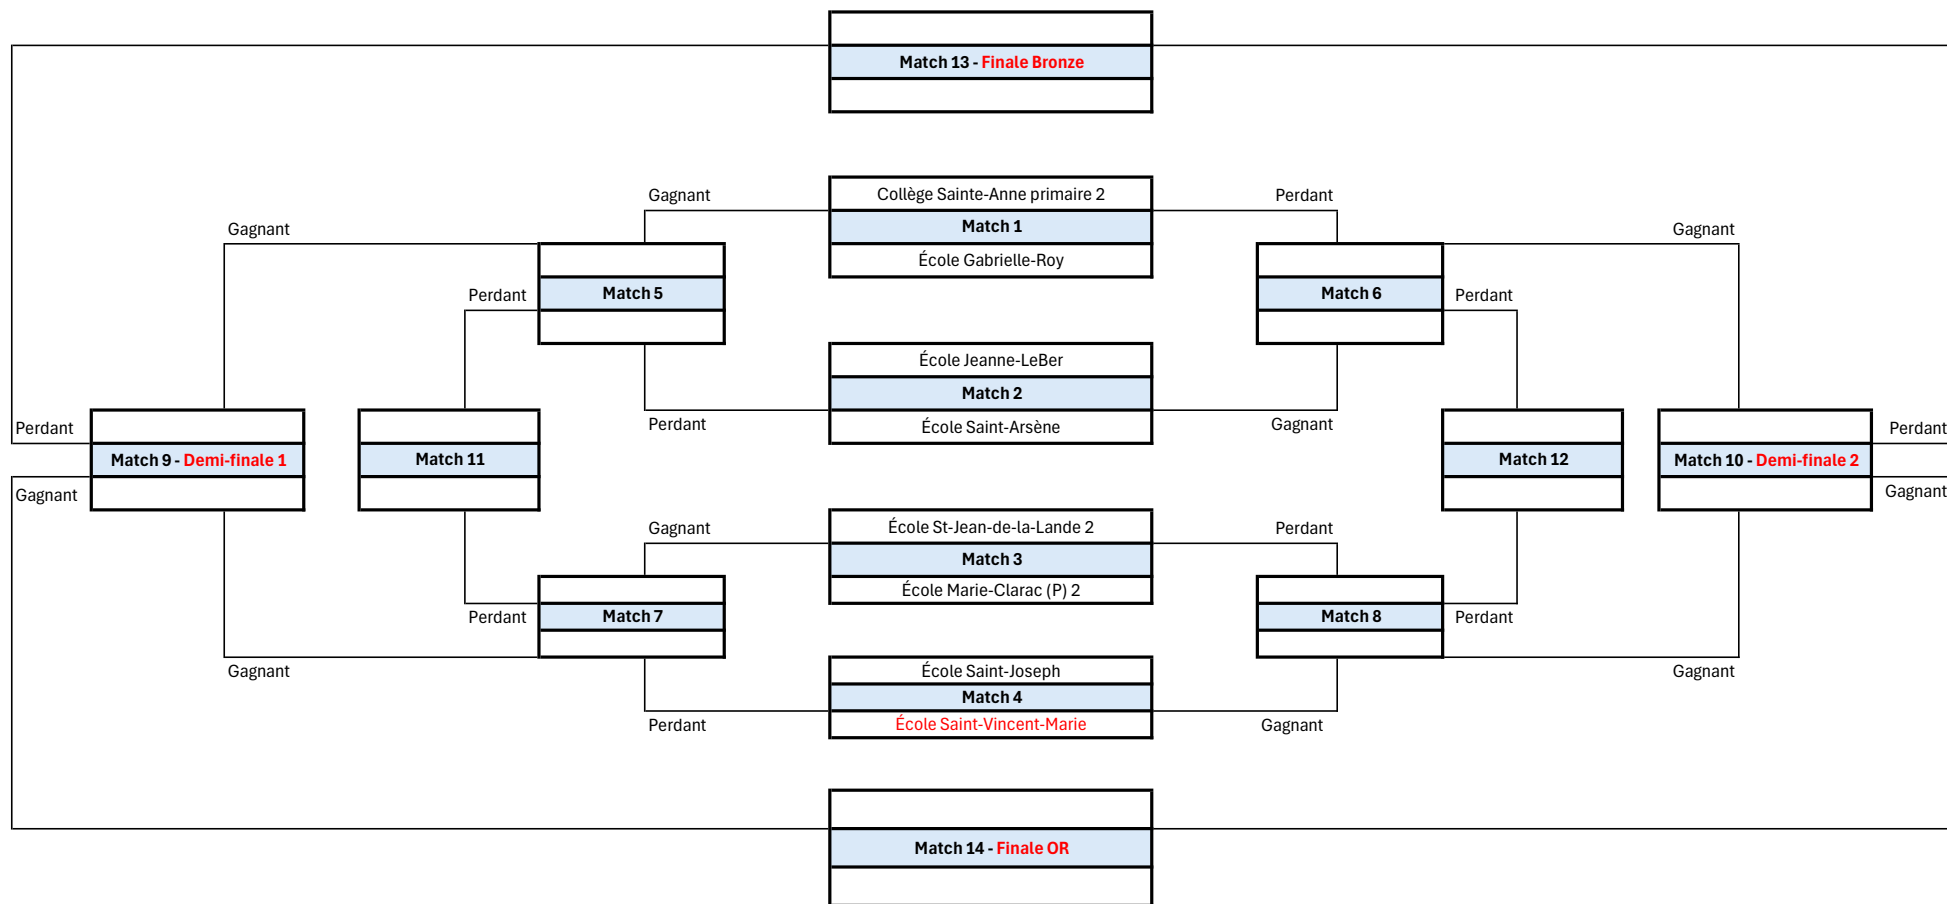 Match 13 - Finale Bronze
Gagnant
Collège Sainte-Anne primaire 2
Perdant
Gagnant
Match 1
Gagnant
École Gabrielle-Roy
Perdant
Match 5
Match 6
Perdant
École Jeanne-LeBer
Match 2
Perdant
Perdant
École Saint-Arsène
Gagnant
Perdant
Match 9 - Demi-finale 1
Match 11
Match 12
Match 10 - Demi-finale 2
Gagnant
Gagnant
Gagnant
École St-Jean-de-la-Lande 2
Perdant
Match 3
École Marie-Clarac (P) 2
Perdant
Match 7
Match 8
Perdant
Gagnant
École Saint-Joseph
Gagnant
Match 4
Perdant
École Saint-Vincent-Marie
Gagnant
Match 14 - Finale OR